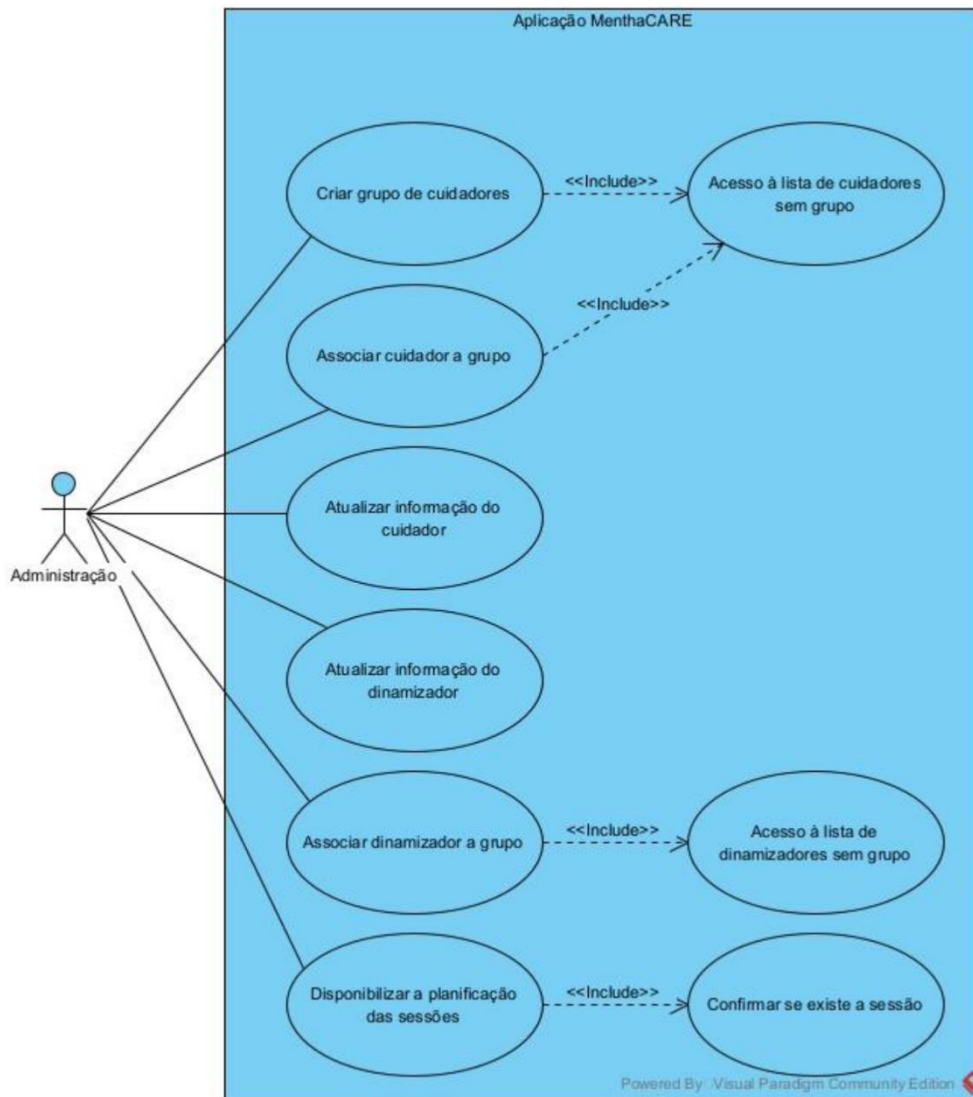 Aplicação MenthaCARE
Criar grupo de cuidadores
<<Include>>
Acesso à lista de cuidadores
sem grupo
<<Include>>
Associar cuidador a grupo
Atualizar informação do
cuidador
Administração
Atualizar informação do
dinamizador
Associar dinamizador a grupo
<<Include>>
Acesso à lista de
dinamizadores sem grupo
Disponibilizar a planificação
das sessões
<<Include>>
Confirmar se existe a sessão
Powered By Visual Paradigm Community Edition